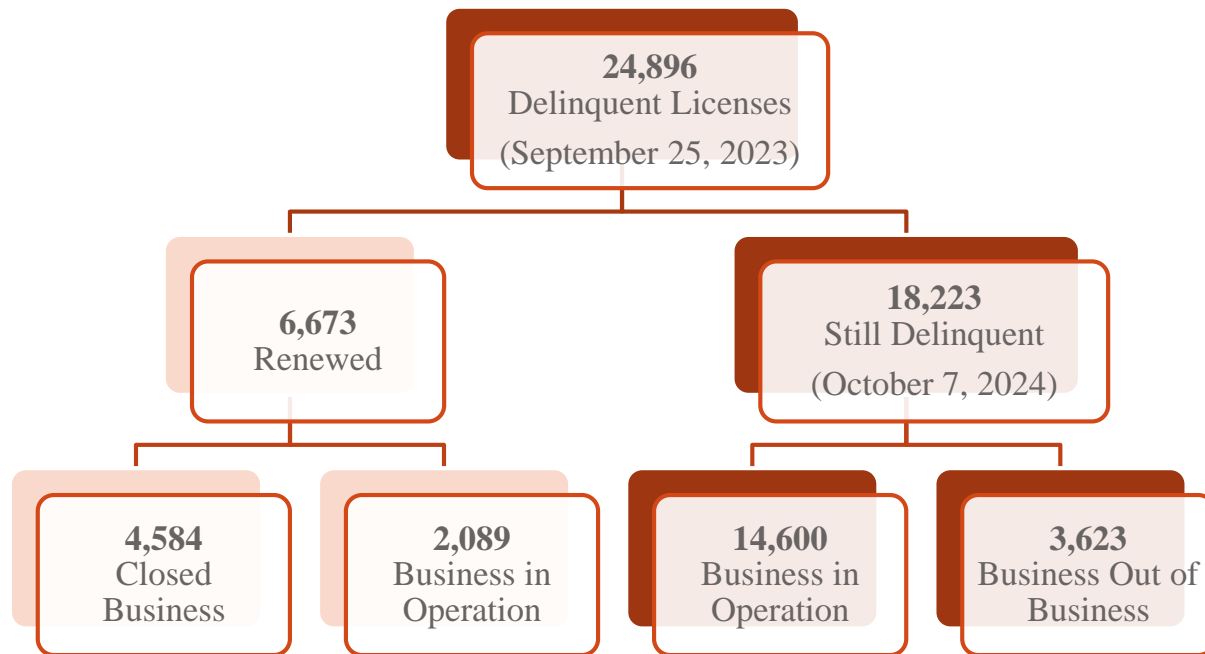 24,896
Delinquent Licenses
(September 25, 2023)
6,673
Renewed
18,223
Still Delinquent
(October 7, 2024)
4,584
Closed
Business
2,089
Business in
Operation
14,600
Business in
Operation
3,623
Business Out of
Business